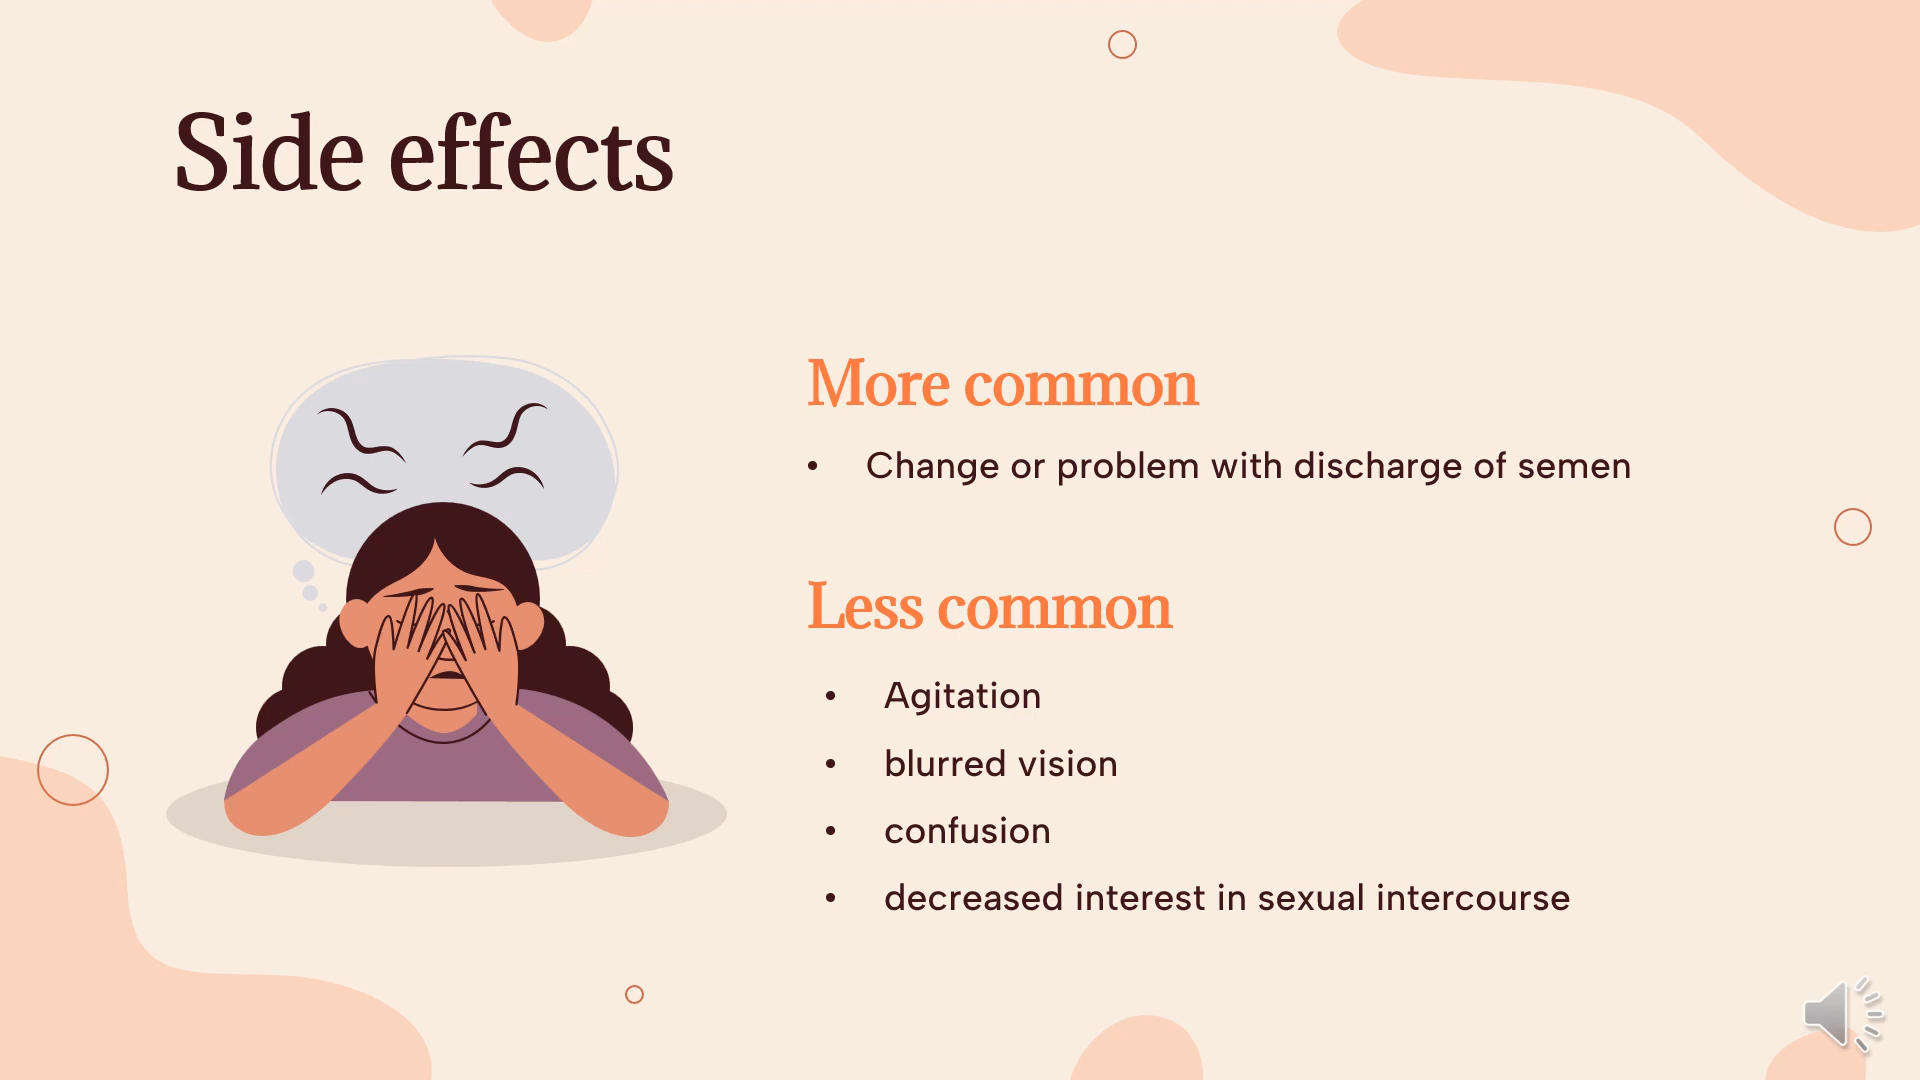 Side effects
More common
• Change or problem with discharge of semen
Less common
• Agitation
• blurred vision
• confusion
• decreased interest in sexual intercourse